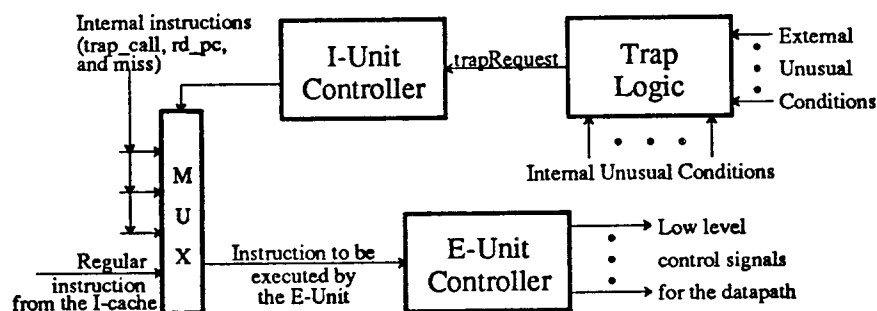 Internal instructions
(trap_call, rd_pc,
and miss)
I-Unit
Controller
trapRequest
Trap
Logic
External
Unusual
Conditions
Internal Unusual Conditions
M
U
X
Regular
instruction
from the I-cache
Instruction to be
executed by
the E-Unit
E-Unit
Controller
Low level
control signals
for the datapath